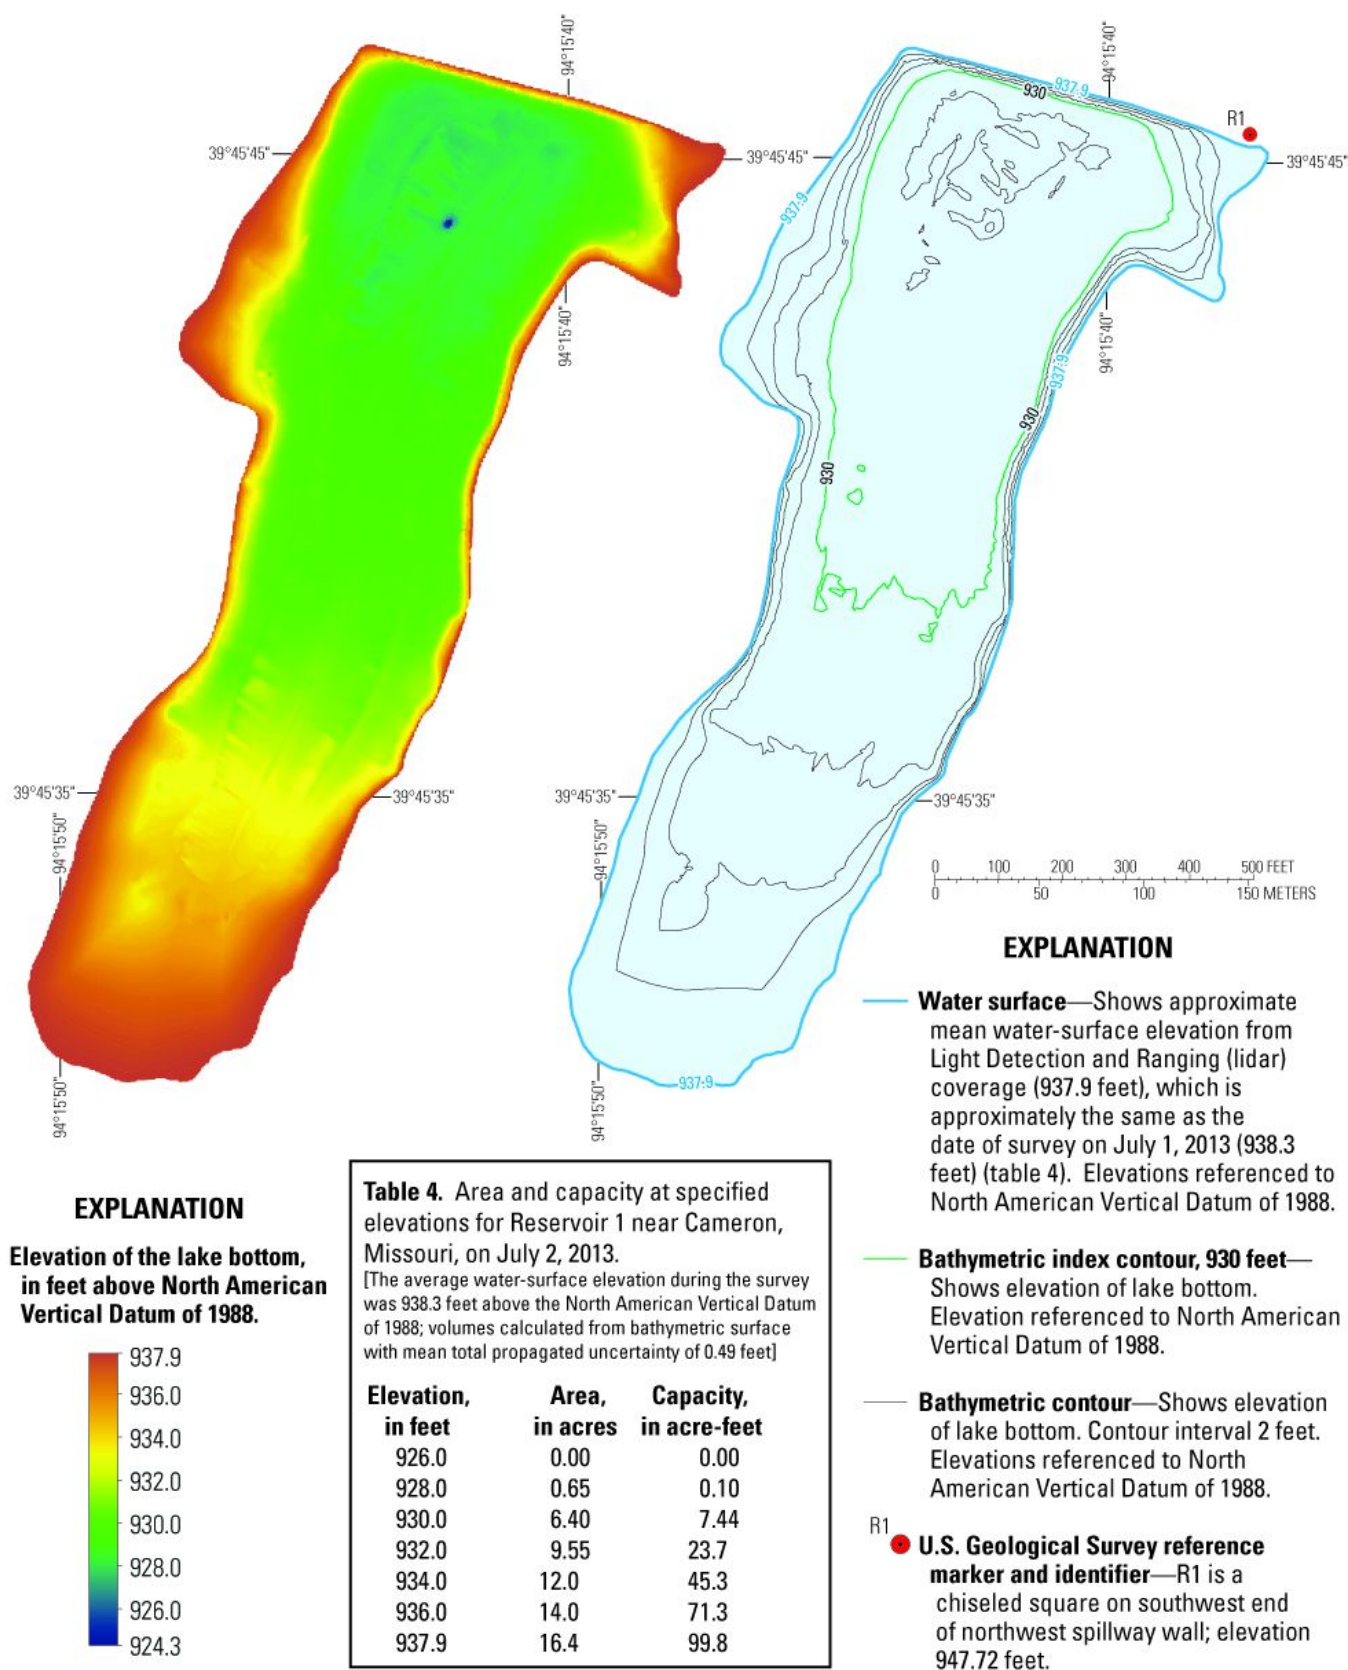 94°15'40"
94°15'40"
930
937.9
R1
39°45'45"
39°45'45"
39°45'45"
937.9
94°15'40"
94°15'40"
937.9
930
930
39°45'35"
39°45'35"
39°45'35"
39°45'35"
94°15'50"
94°15'50"
0 100 200 300 400 500 FEET
0 50 100 150 METERS
94°15'50"
94°15'50"
937.9
EXPLANATION
Water surface—Shows approximate
mean water-surface elevation from
Light Detection and Ranging (lidar)
coverage (937.9 feet), which is
approximately the same as the
date of survey on July 1, 2013 (938.3
feet) (table 4). Elevations referenced to
North American Vertical Datum of 1988.
Bathymetric index contour, 930 feet—
Shows elevation of lake bottom.
Elevation referenced to North American
Vertical Datum of 1988.
Bathymetric contour—Shows elevation
of lake bottom. Contour interval 2 feet.
Elevations referenced to North
American Vertical Datum of 1988.
R1
U.S. Geological Survey reference
marker and identifier—R1 is a
chiseled square on southwest end
of northwest spillway wall; elevation
947.72 feet.
EXPLANATION
Elevation of the lake bottom,
in feet above North American
Vertical Datum of 1988.
937.9
936.0
934.0
932.0
930.0
928.0
926.0
924.3
Table 4. Area and capacity at specified
elevations for Reservoir 1 near Cameron,
Missouri, on July 2, 2013.
[The average water-surface elevation during the survey
was 938.3 feet above the North American Vertical Datum
of 1988; volumes calculated from bathymetric surface
with mean total propagated uncertainty of 0.49 feet]
Elevation, Area, Capacity,
in feet in acres in acre-feet
926.0 0.00 0.00
928.0 0.65 0.10
930.0 6.40 7.44
932.0 9.55 23.7
934.0 12.0 45.3
936.0 14.0 71.3
937.9 16.4 99.8